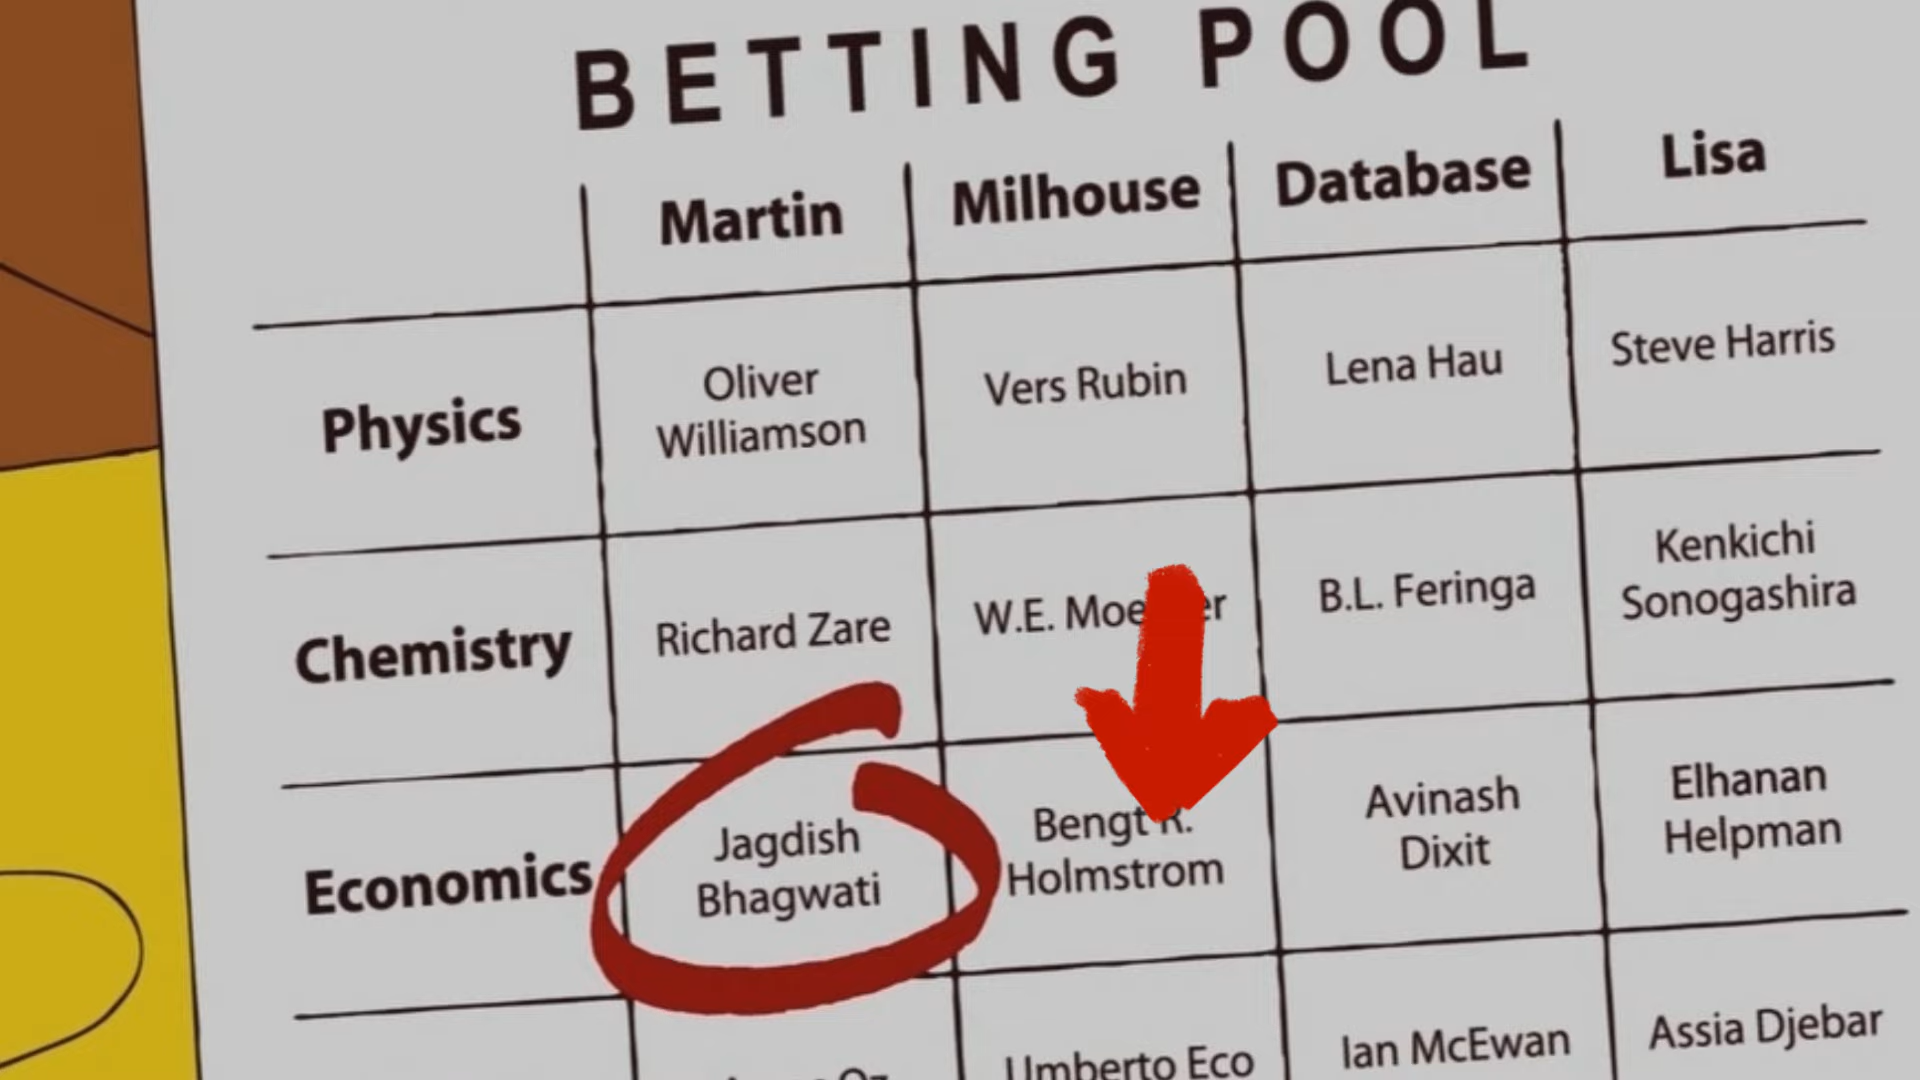 BETTING POOL
Martin Milhouse Database Lisa
Physics
Oliver
Williamson
Vers Rubin
Lena Hau
Steve Harris
Chemistry
Richard Zare
W.E.
B.L. Feringa
Kenkichi
Sonogashira
Economics
Jagdish
Bhagwati
Bengt R.
Holmstrom
Avinash
Dixit
Elhanan
Helpman
Umberto Eco
Ian McEwan
Assia Djebar